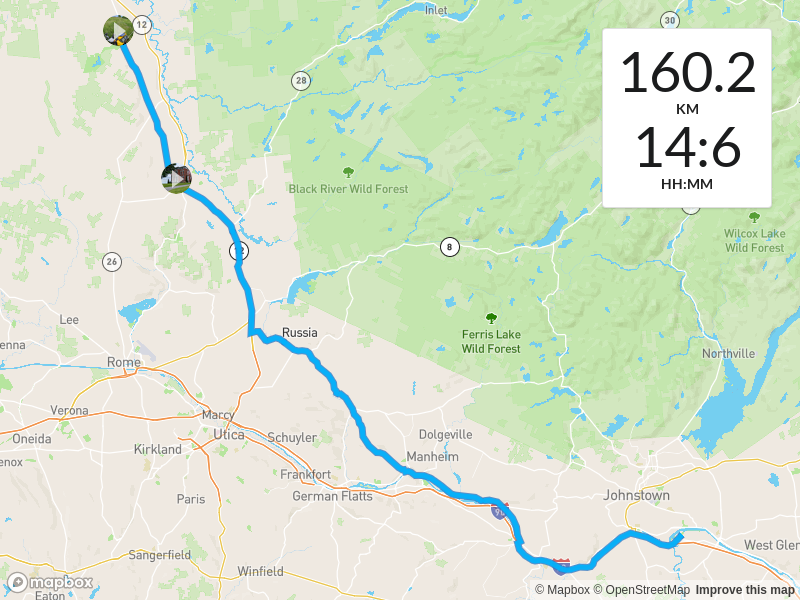 Inlet
12
30
28
160.2
KM
14:6
HH:MM
Black River Wild Forest
Wilcox Lake
Wild Forest
8
26
Lee
Russia
Ferris Lake
Wild Forest
enna
Rome
Northville
Verona
Marcy
Oneida
Utica
Schuyler
Dolgeville
Kirkland
Manheim
enox
Frankfort
German Flatts
Paris
Johnstown
90
Sangerfield
West Glen
Winfield
mapbox
Eaton
© Mapbox © OpenStreetMap Improve this map